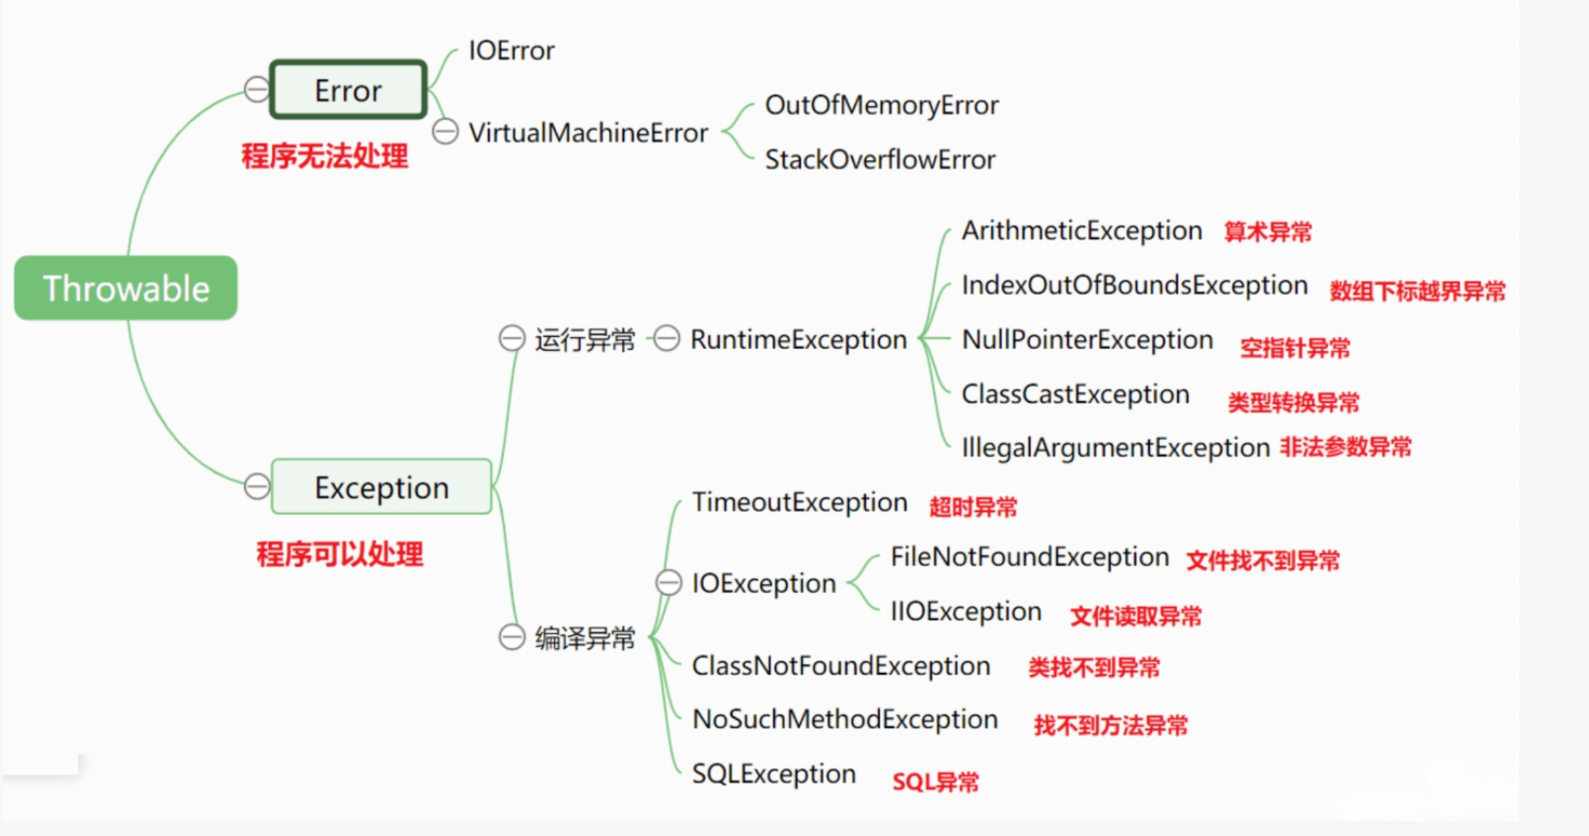 IOError
Error
OutOfMemoryError
VirtualMachineError
程序无法处理
StackOverflowError
ArithmeticException 算术异常
Throwable
IndexOutOfBoundsException 数组下标越界异常
运行异常 RuntimeException
NullPointerException 空指针异常
ClassCastException 类型转换异常
IllegalArgumentException 非法参数异常
Exception
TimeoutException 超时异常
程序可以处理
FileNotFoundException 文件找不到异常
IOException
IIOException 文件读取异常
编译异常
ClassNotFoundException 类找不到异常
NoSuchMethodException 找不到方法异常
SQLException SQL异常